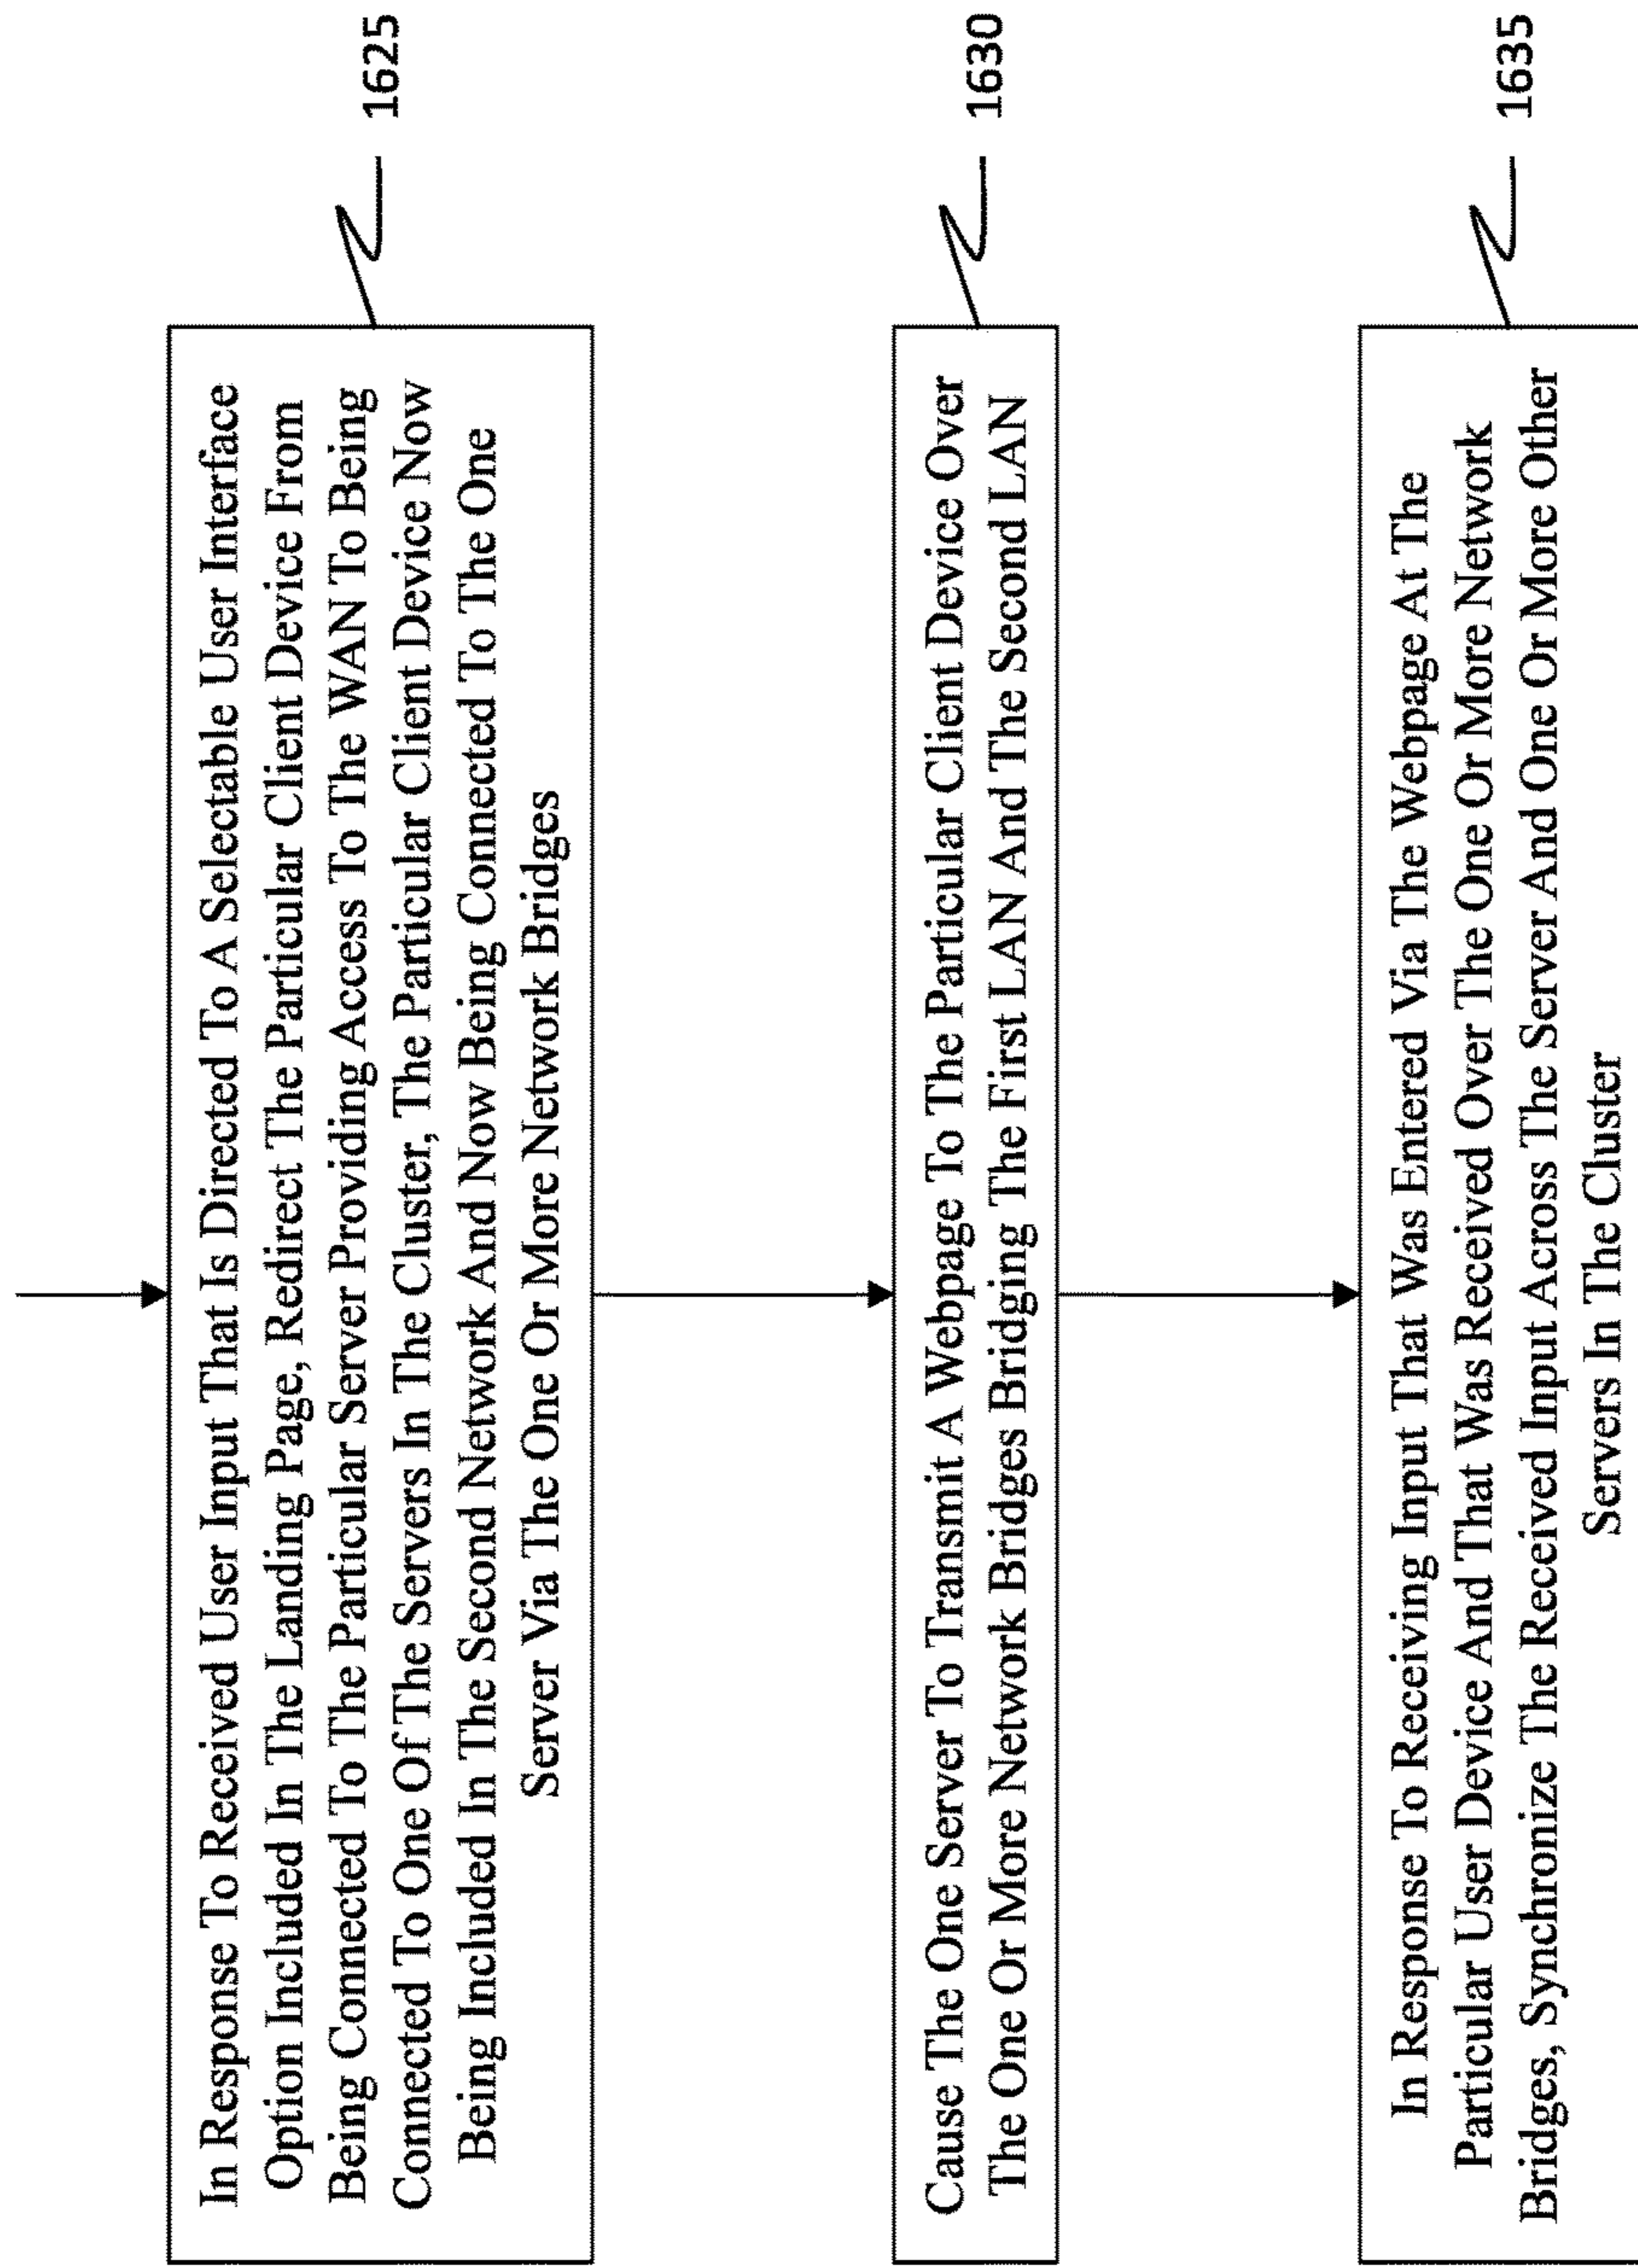 In Response To Received User Input That Is Directed To A Selectable User Interface
Option Included In The Landing Page, Redirect The Particular Client Device From
Being Connected To The Particular Server Providing Access To The WAN To Being
Connected To One Of The Servers In The Cluster, The Particular Client Device Now
Being Included In The Second Network And Now Being Connected To The One
Server Via The One Or More Network Bridges
1625
Cause The One Server To Transmit A Webpage To The Particular Client Device Over
The One Or More Network Bridges Bridging The First LAN And The Second LAN
1630
In Response To Receiving Input That Was Entered Via The Webpage At The
Particular User Device And That Was Received Over The One Or More Network
Bridges, Synchronize The Received Input Across The Server And One Or More Other
Servers In The Cluster
1635